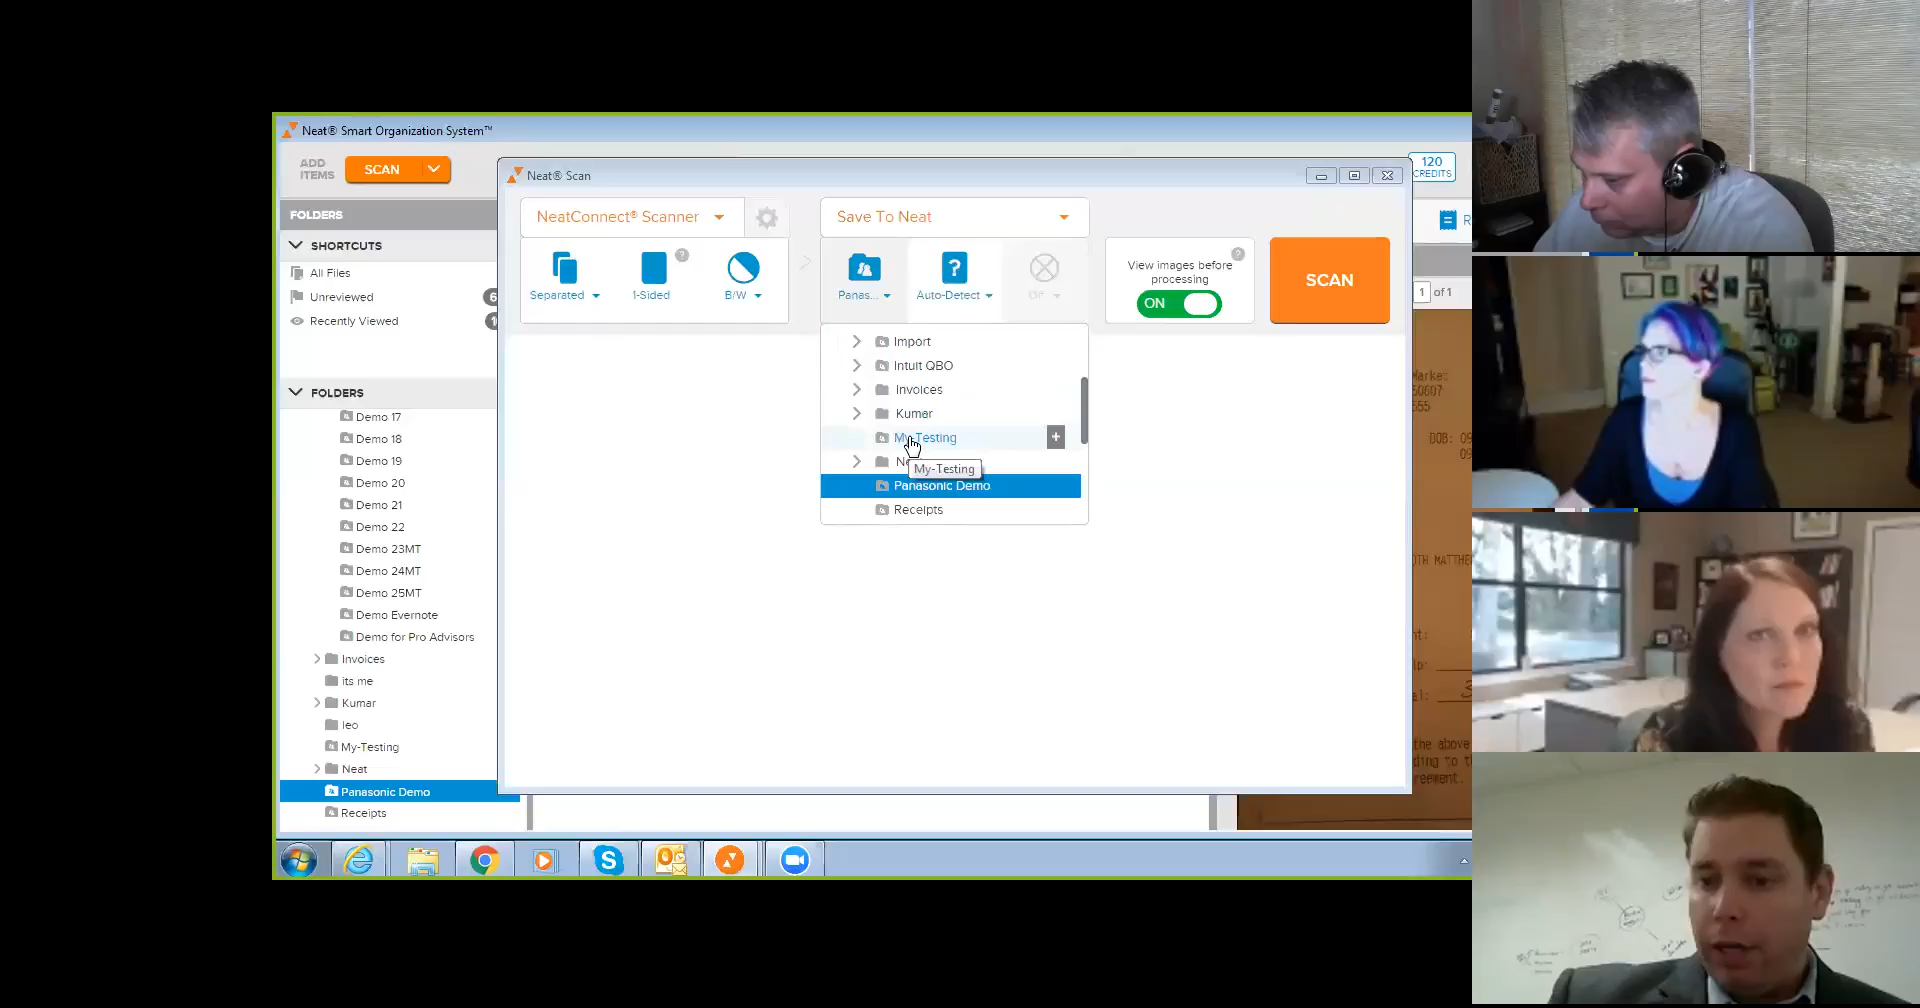 Neat® Smart Organization System™
ADD ITEMS
SCAN
FOLDERS
SHORTCUTS
All Files
Unreviewed
Recently Viewed
FOLDERS
Demo 17
Demo 18
Demo 19
Demo 20
Demo 21
Demo 22
Demo 23MT
Demo 24MT
Demo 25MT
Demo Evernote
Demo for Pro Advisors
Invoices
its me
Kumar
leo
My-Testing
Neat
Panasonic Demo
Receipts
Neat® Scan
NeatConnect® Scanner
Separated
1-Sided
?
B/W
Save To Neat
Panas...
?
Auto-Detect
Off
View images before
processing
?
ON
SCAN
Import
Intuit QBO
Invoices
Kumar
My-Testing
My-Testing
Panasonic Demo
Receipts
120
CREDITS
1 of 1
the above